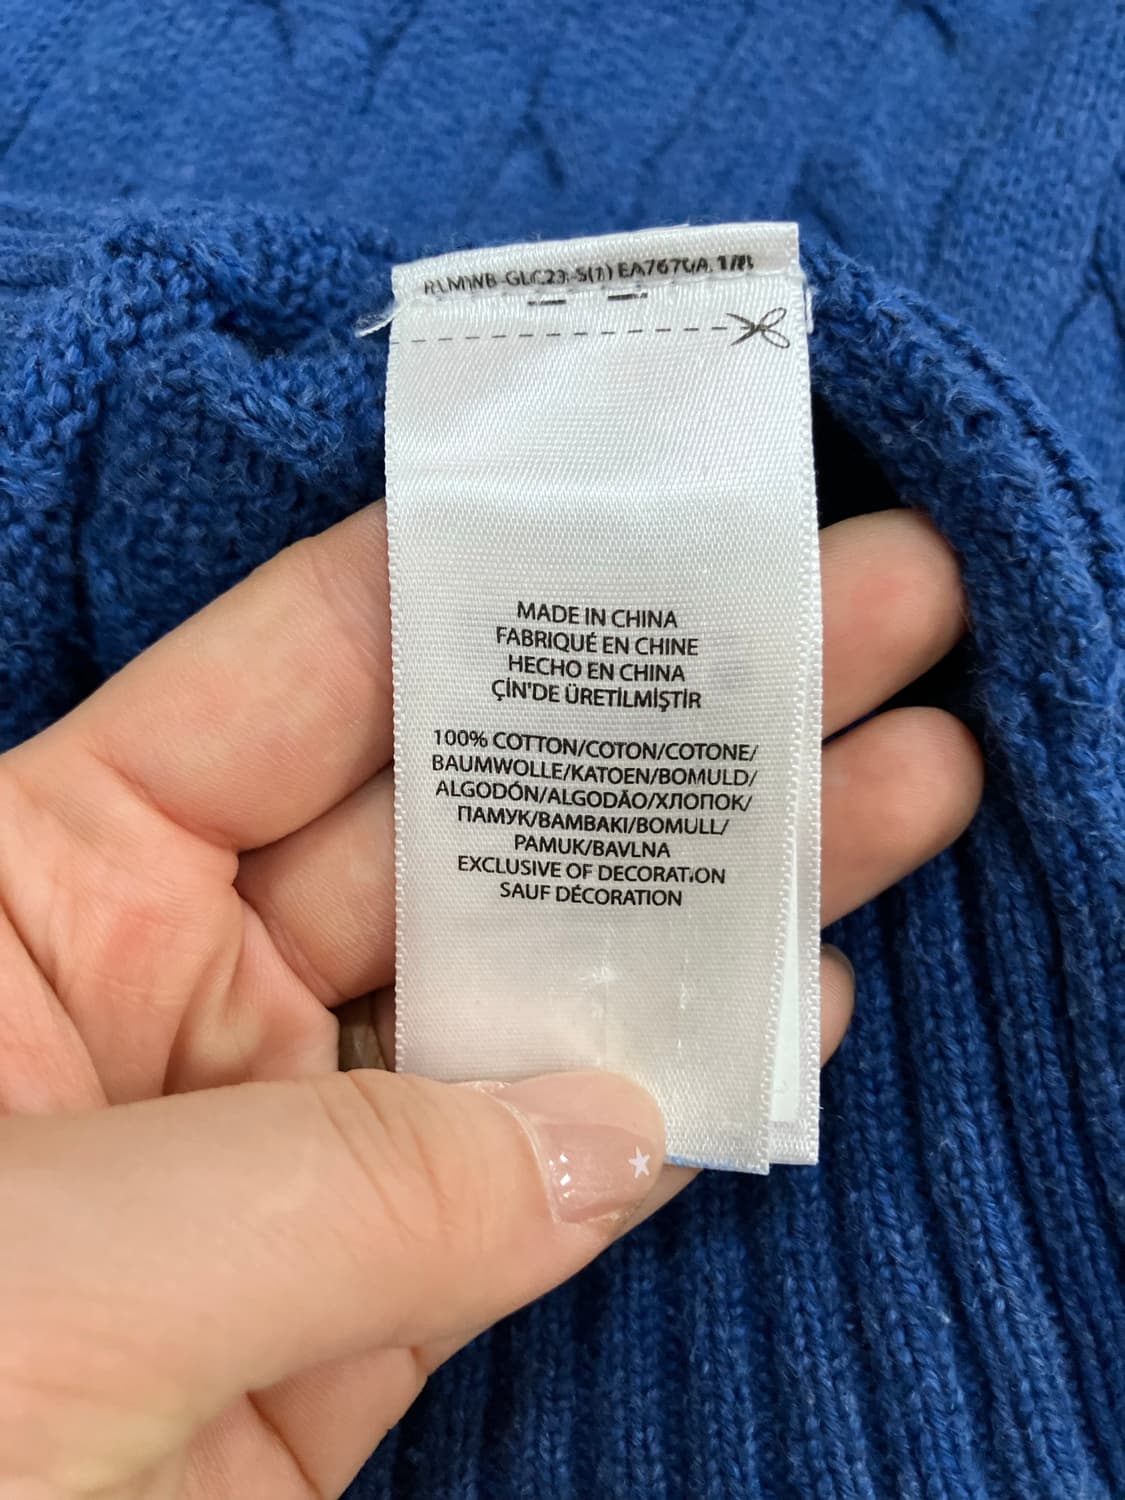 MADE IN CHINA
FABRIQUÉ EN CHINE
HECHO EN CHINA
ÇİN'DE ÜRETİLMİŞTİR
100% COTTON/COTON/COTONE/
BAUMWOLLE/KATOEN/BOMULD/
ALGODÓN/ALGODÃO/ХЛОПОК/
ПАМУК/BAMBAKI/BOMULL/
PAMUK/BAVLNA
EXCLUSIVE OF DECORATION
SAUF DÉCORATION